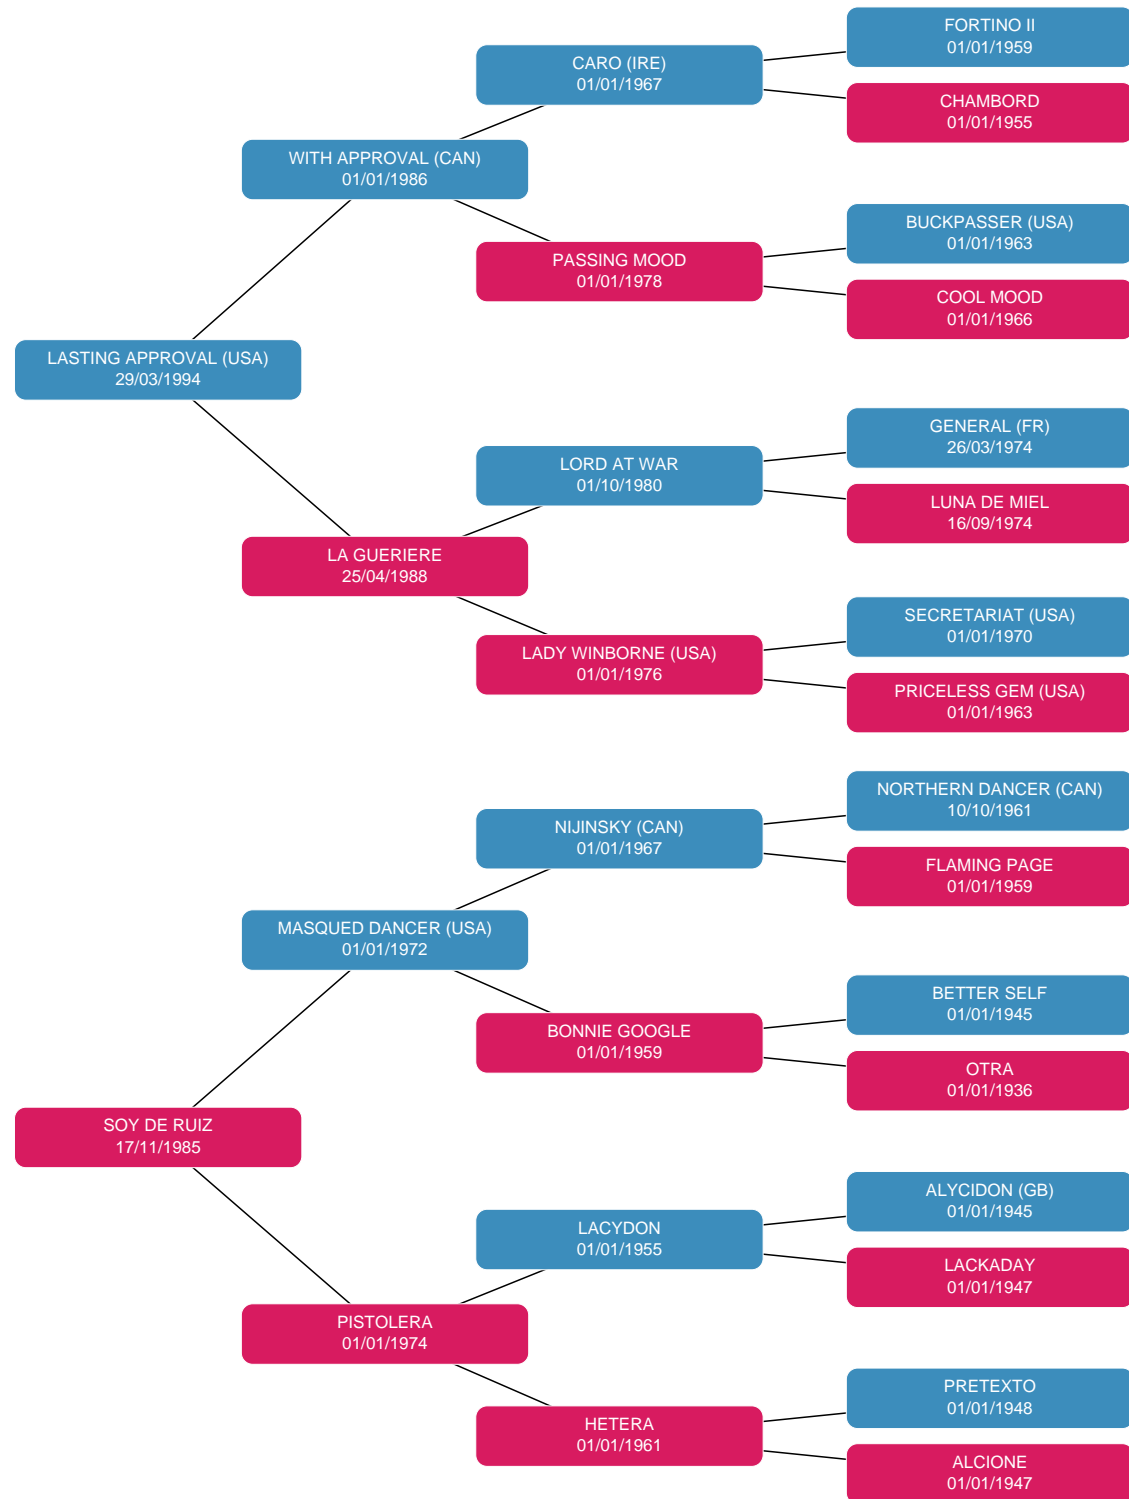 FORTINO II
01/01/1959
CARO (IRE)
01/01/1967
CHAMBORD
01/01/1955
WITH APPROVAL (CAN)
01/01/1986
BUCKPASSER (USA)
01/01/1963
PASSING MOOD
01/01/1978
COOL MOOD
01/01/1966
LASTING APPROVAL (USA)
29/03/1994
GENERAL (FR)
26/03/1974
LORD AT WAR
01/10/1980
LUNA DE MIEL
16/09/1974
LA GUERIERE
25/04/1988
SECRETARIAT (USA)
01/01/1970
LADY WINBORNE (USA)
01/01/1976
PRICELESS GEM (USA)
01/01/1963
NORTHERN DANCER (CAN)
10/10/1961
NIJINSKY (CAN)
01/01/1967
FLAMING PAGE
01/01/1959
MASQUED DANCER (USA)
01/01/1972
BETTER SELF
01/01/1945
BONNIE GOOGLE
01/01/1959
OTRA
01/01/1936
SOY DE RUIZ
17/11/1985
ALYCIDON (GB)
01/01/1945
LACYDON
01/01/1955
LACKADAY
01/01/1947
PISTOLERA
01/01/1974
PRETEXTO
01/01/1948
HETERA
01/01/1961
ALCIONE
01/01/1947